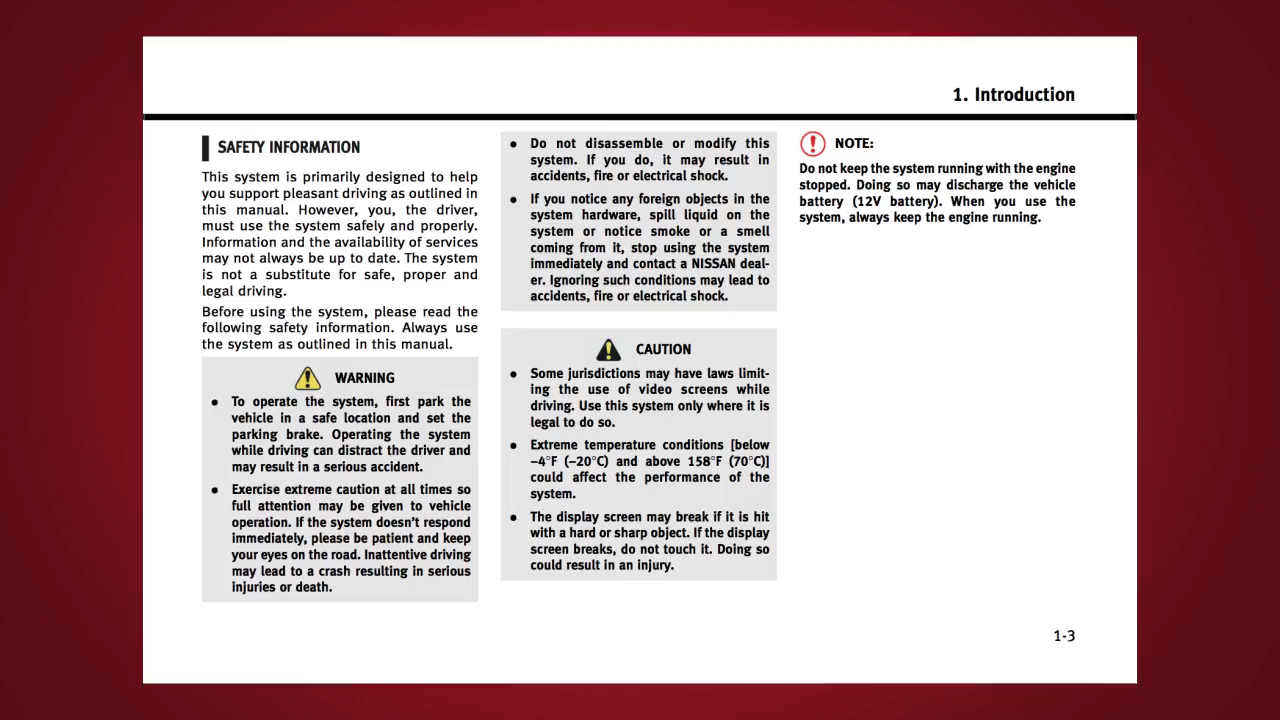 1. Introduction
SAFETY INFORMATION
This system is primarily designed to help
you support pleasant driving as outlined in
this manual. However, you, the driver,
must use the system safely and properly.
Information and the availability of services
may not always be up to date. The system
is not a substitute for safe, proper and
legal driving.
Before using the system, please read the
following safety information. Always use
the system as outlined in this manual.
WARNING
● To operate the system, first park the
vehicle in a safe location and set the
parking brake. Operating the system
while driving can distract the driver and
may result in a serious accident.
● Exercise extreme caution at all times so
full attention may be given to vehicle
operation. If the system doesn't respond
immediately, please be patient and keep
your eyes on the road. Inattentive driving
may lead to a crash resulting in serious
injuries or death.
● Do not disassemble or modify this
system. If you do, it may result in
accidents, fire or electrical shock.
● If you notice any foreign objects in the
system hardware, spill liquid on the
system or notice smoke or a smell
coming from it, stop using the system
immediately and contact a NISSAN deal-
er. Ignoring such conditions may lead to
accidents, fire or electrical shock.
CAUTION
● Some jurisdictions may have laws limit-
ing the use of video screens while
driving. Use this system only where it is
legal to do so.
● Extreme temperature conditions [below
−4°F (−20°C) and above 158°F (70°C)]
could affect the performance of the
system.
● The display screen may break if it is hit
with a hard or sharp object. If the display
screen breaks, do not touch it. Doing so
could result in an injury.
NOTE:
Do not keep the system running with the engine
stopped. Doing so may discharge the vehicle
battery (12V battery). When you use the
system, always keep the engine running.
1-3